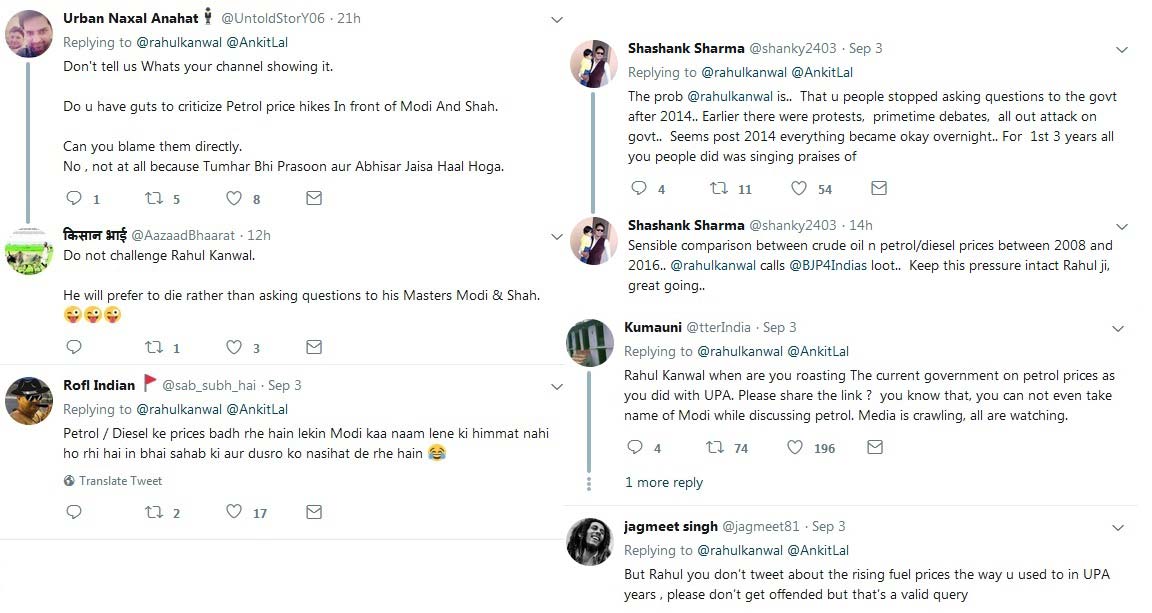 Urban Naxal Anahat @UntoldStorY06 · 21h
Replying to @rahulkanwal @AnkitLal
Don't tell us Whats your channel showing it.
Do u have guts to criticize Petrol price hikes In front of Modi And Shah.
Can you blame them directly.
No , not at all because Tumhar Bhi Prasoon aur Abhisar Jaisa Haal Hoga.
1 5 8
किसान भाई @AazaadBhaarat · 12h
Do not challenge Rahul Kanwal.
He will prefer to die rather than asking questions to his Masters Modi & Shah.
😜😜😜
1 3
Rofl Indian 🚩 @sab_subh_hai · Sep 3
Replying to @rahulkanwal @AnkitLal
Petrol / Diesel ke prices badh rhe hain lekin Modi kaa naam lene ki himmat nahi
ho rhi hai in bhai sahab ki aur dusro ko nasihat de rhe hain 😂
Translate Tweet
2 17
Shashank Sharma @shanky2403 · Sep 3
Replying to @rahulkanwal @AnkitLal
The prob @rahulkanwal is.. That u people stopped asking questions to the govt
after 2014.. Earlier there were protests, primetime debates, all out attack on
govt.. Seems post 2014 everything became okay overnight.. For 1st 3 years all
you people did was singing praises of
4 11 54
Shashank Sharma @shanky2403 · 14h
Sensible comparison between crude oil n petrol/diesel prices between 2008 and
2016.. @rahulkanwal calls @BJP4Indias loot.. Keep this pressure intact Rahul ji,
great going..
Kumauni @tterIndia · Sep 3
Replying to @rahulkanwal @AnkitLal
Rahul Kanwal when are you roasting The current government on petrol prices as
you did with UPA. Please share the link ? you know that, you can not even take
name of Modi while discussing petrol. Media is crawling, all are watching.
4 74 196
1 more reply
jagmeet singh @jagmeet81 · Sep 3
Replying to @rahulkanwal @AnkitLal
But Rahul you don't tweet about the rising fuel prices the way u used to in UPA
years , please don't get offended but that's a valid query